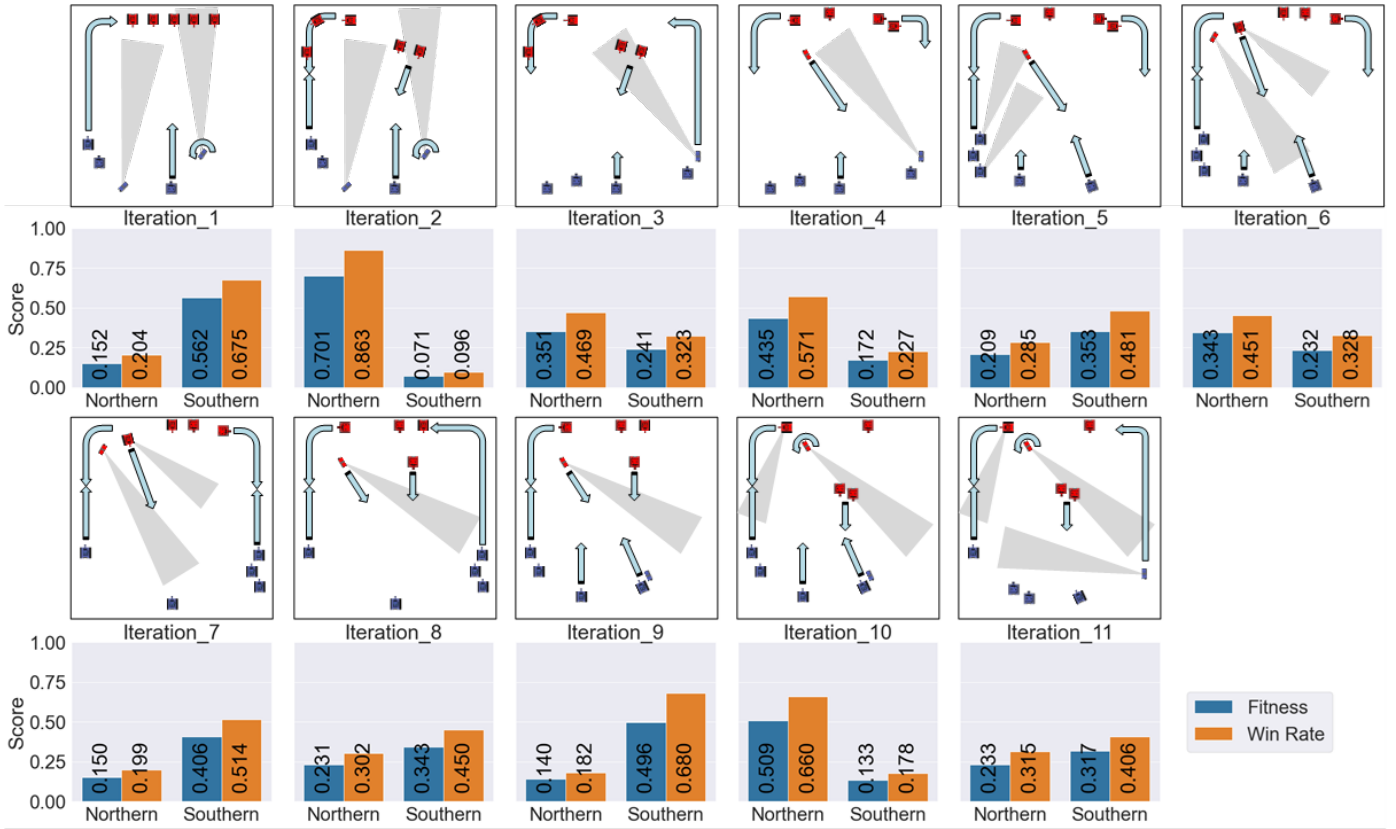 Iteration_1
Iteration_2
Iteration_3
Iteration_4
Iteration_5
Iteration_6
Score
1.00
0.75
0.50
0.25
0.00
0.152
0.204
0.562
0.675
Northern
Southern
0.701
0.863
0.071
0.096
Northern
Southern
0.351
0.469
0.241
0.323
Northern
Southern
0.435
0.571
0.172
0.227
Northern
Southern
0.209
0.285
0.353
0.481
Northern
Southern
0.343
0.451
0.232
0.328
Northern
Southern
Iteration_7
Iteration_8
Iteration_9
Iteration_10
Iteration_11
Score
1.00
0.75
0.50
0.25
0.00
0.150
0.199
0.406
0.514
Northern
Southern
0.231
0.302
0.343
0.450
Northern
Southern
0.140
0.182
0.496
0.680
Northern
Southern
0.509
0.660
0.133
0.178
Northern
Southern
0.233
0.315
0.317
0.406
Northern
Southern
Fitness
Win Rate